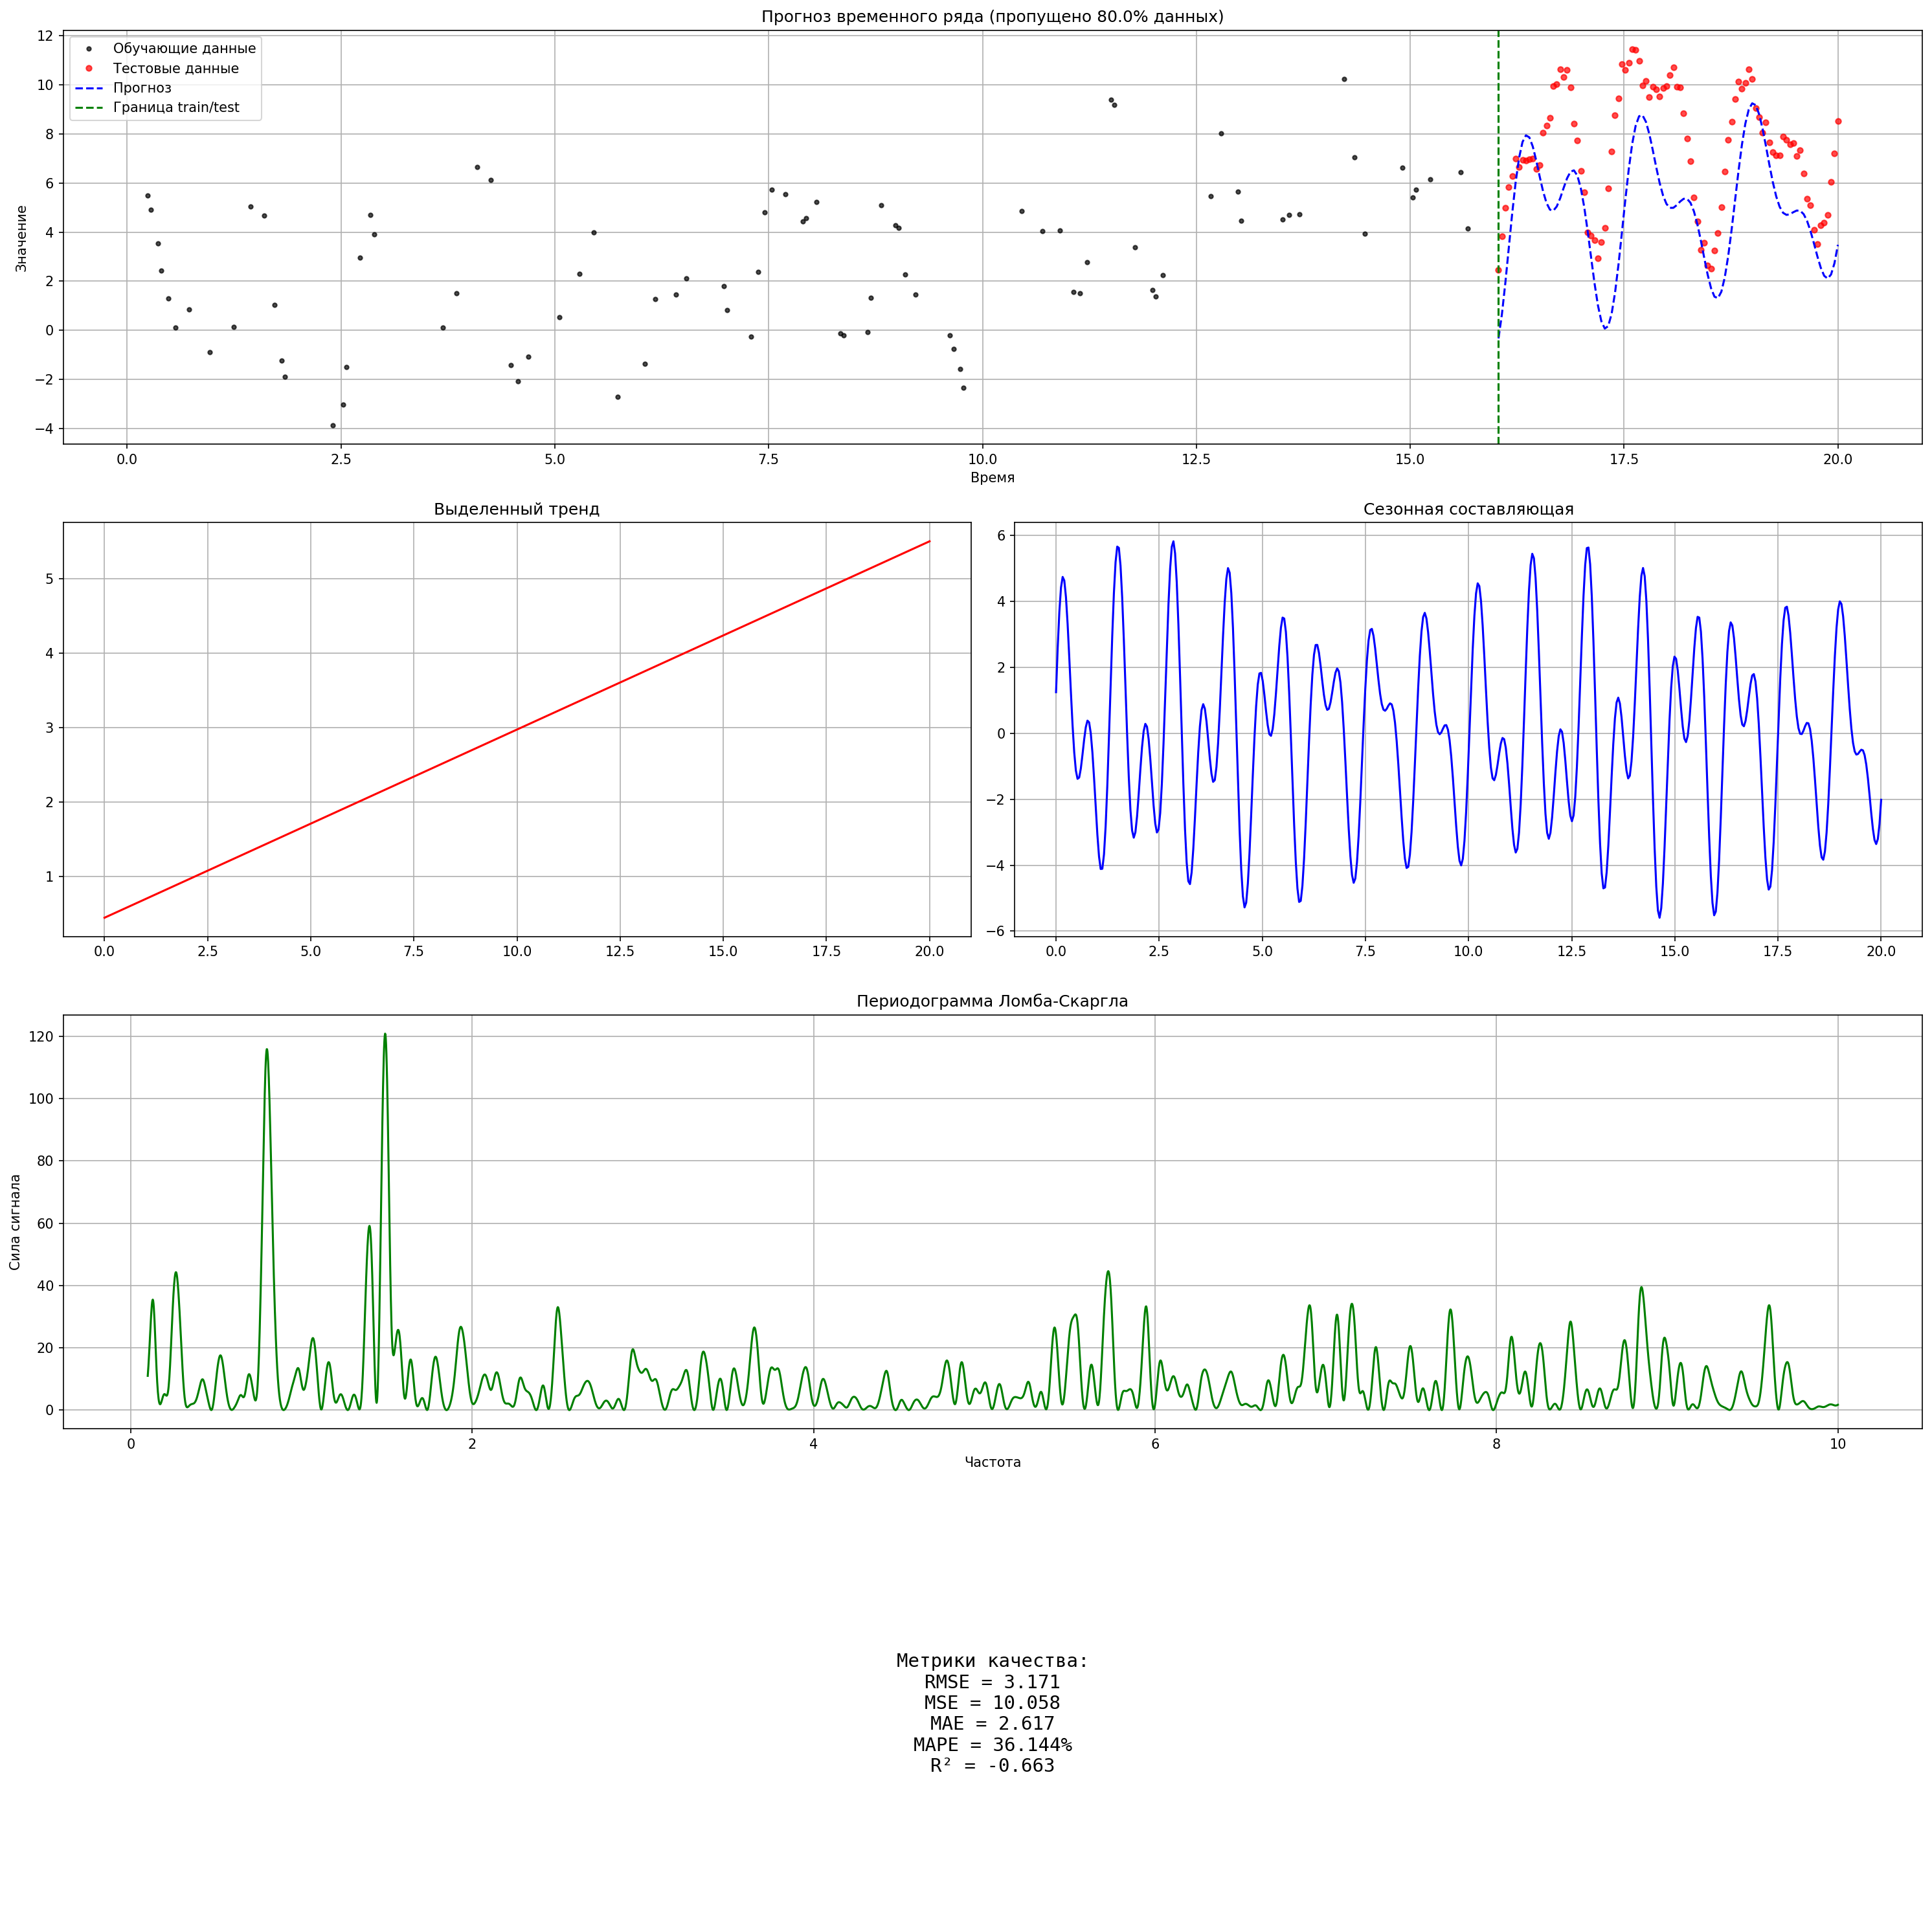 Прогноз временного ряда (пропущено 80.0% данных)
12
10
8
6
4
2
0
−2
−4
Значение
Обучающие данные
Тестовые данные
Прогноз
Граница train/test
0.0 2.5 5.0 7.5 10.0 12.5 15.0 17.5 20.0
Время
Выделенный тренд
5
4
3
2
1
0.0 2.5 5.0 7.5 10.0 12.5 15.0 17.5 20.0
Сезонная составляющая
6
4
2
0
−2
−4
−6
0.0 2.5 5.0 7.5 10.0 12.5 15.0 17.5 20.0
Периодограмма Ломба-Скаргла
120
100
80
60
40
20
0
Сила сигнала
0 2 4 6 8 10
Частота
Метрики качества:
RMSE = 3.171
MSE = 10.058
MAE = 2.617
MAPE = 36.144%
R² = -0.663